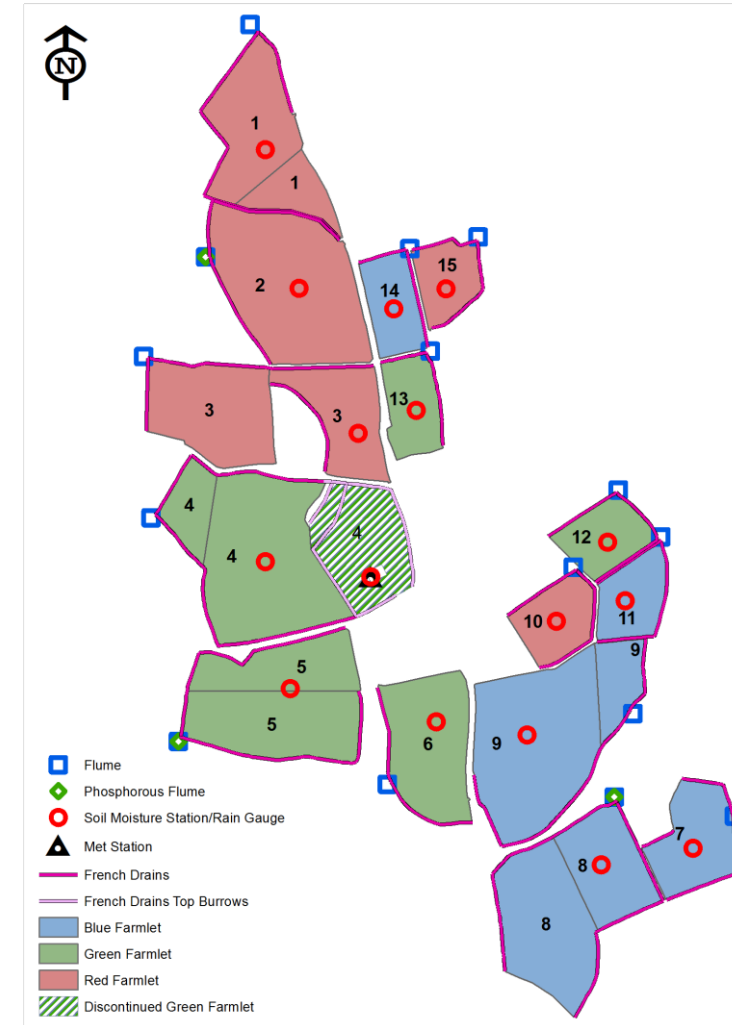 N
1
1
2
14
15
3
3
13
4
4
4
12
10
11
9
5
5
6
9
7
8
8
Flume
Phosphorous Flume
Soil Moisture Station/Rain Gauge
Met Station
French Drains
French Drains Top Burrows
Blue Farmlet
Green Farmlet
Red Farmlet
Discontinued Green Farmlet